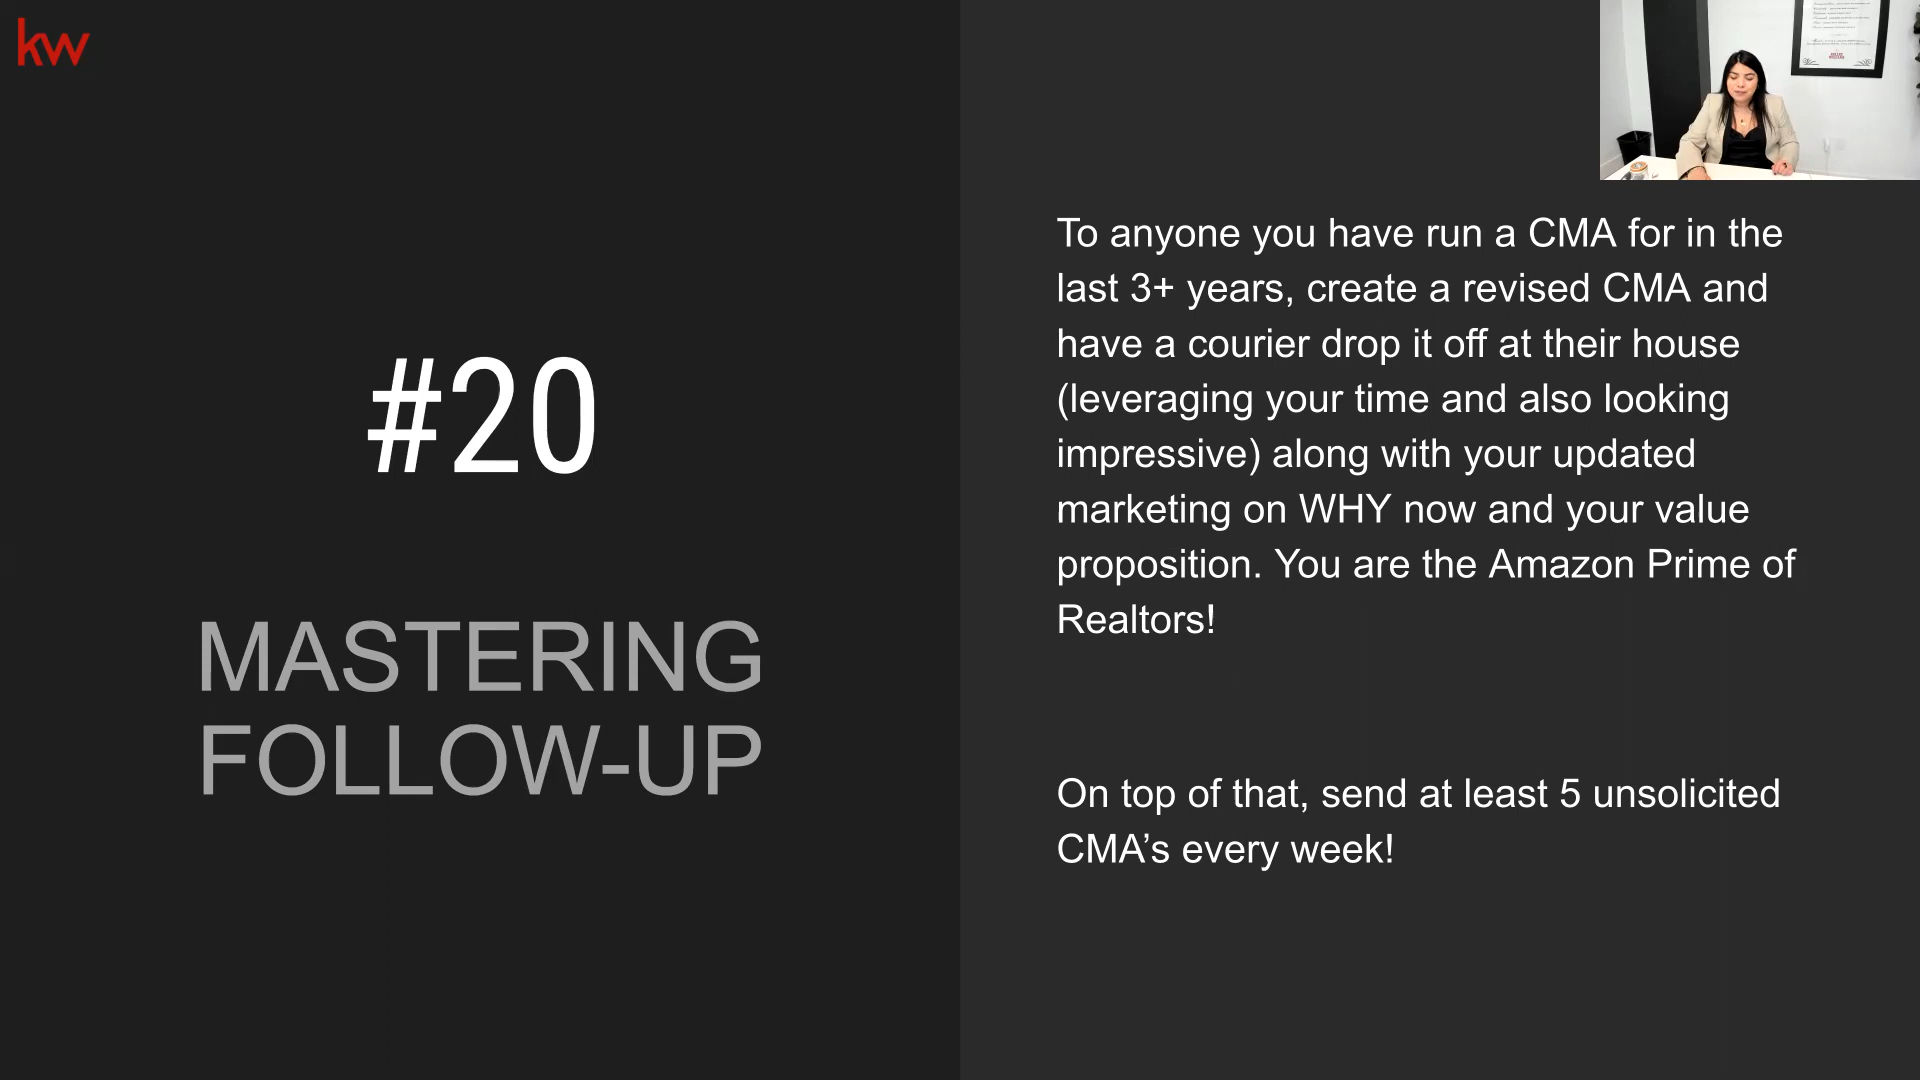 kw
#20
MASTERING
FOLLOW-UP
To anyone you have run a CMA for in the
last 3+ years, create a revised CMA and
have a courier drop it off at their house
(leveraging your time and also looking
impressive) along with your updated
marketing on WHY now and your value
proposition. You are the Amazon Prime of
Realtors!
On top of that, send at least 5 unsolicited
CMA’s every week!